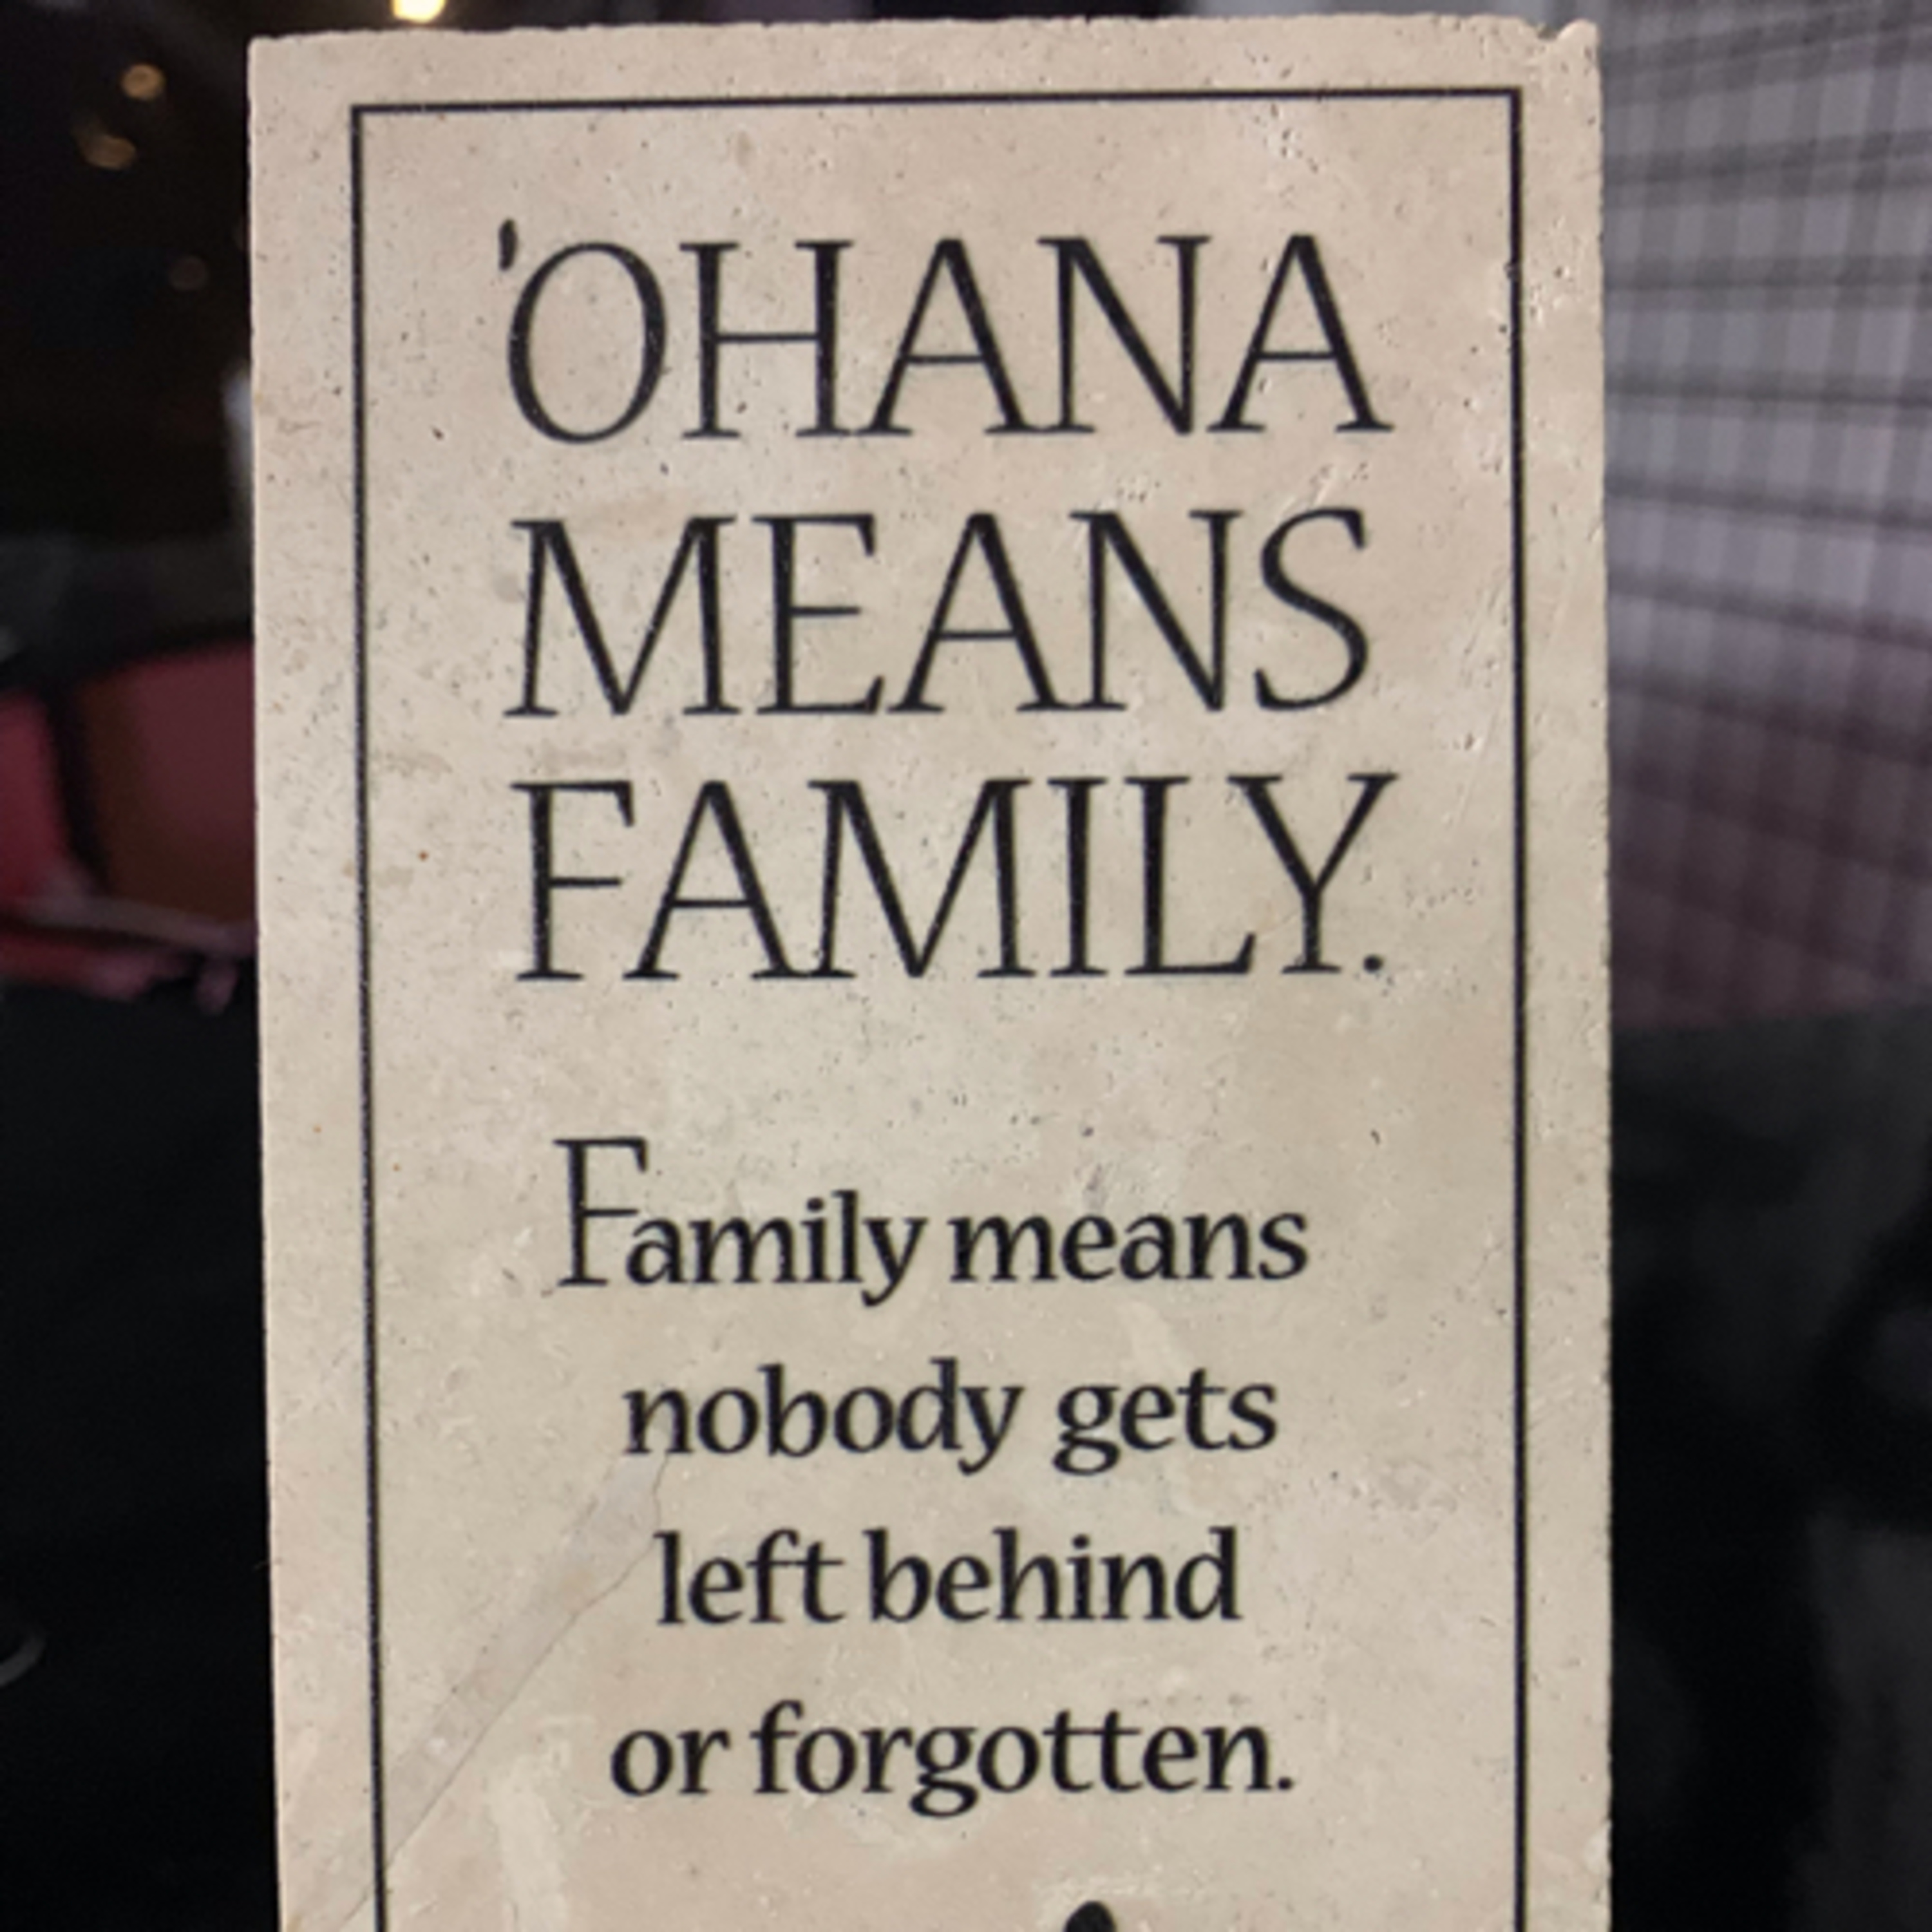 'OHANA
MEANS
FAMILY.
Family means
nobody gets
left behind
or forgotten.